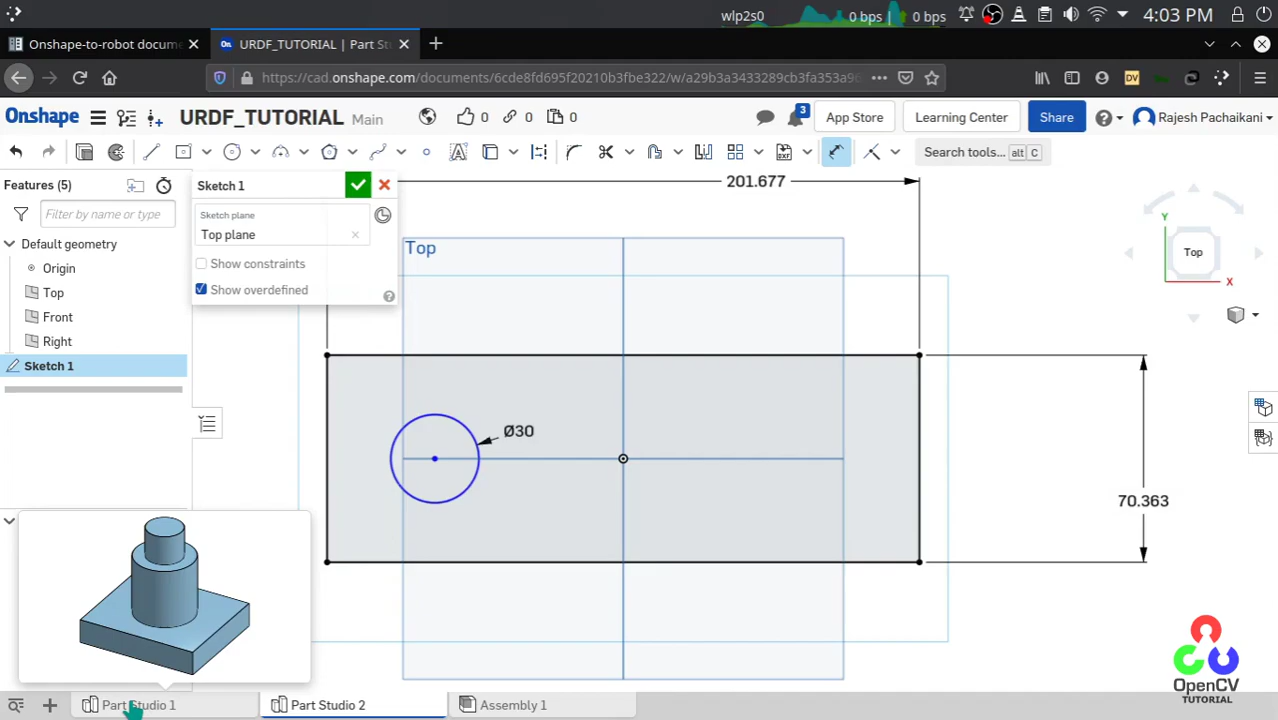 wlp2s0
0 bps
0 bps
4:03 PM
Onshape-to-robot docume
URDF_TUTORIAL | Part Stu
https://cad.onshape.com/documents/6cde8fd695f20210b3fbe322/w/a29b3a3433289cb3fa353a9
DV
Onshape
URDF_TUTORIAL
Main
0
0
0
3
App Store
Learning Center
Share
Rajesh Pachaikani
DXF
Search tools...
alt
C
Features (5)
Filter by name or type
Default geometry
Origin
Top
Front
Right
Sketch 1
Sketch 1
Sketch plane
Top plane
Show constraints
Show overdefined
201.677
Top
Y
Top
X
Ø30
70.363
OpenCV
TUTORIAL
Part Studio 1
Part Studio 2
Assembly 1